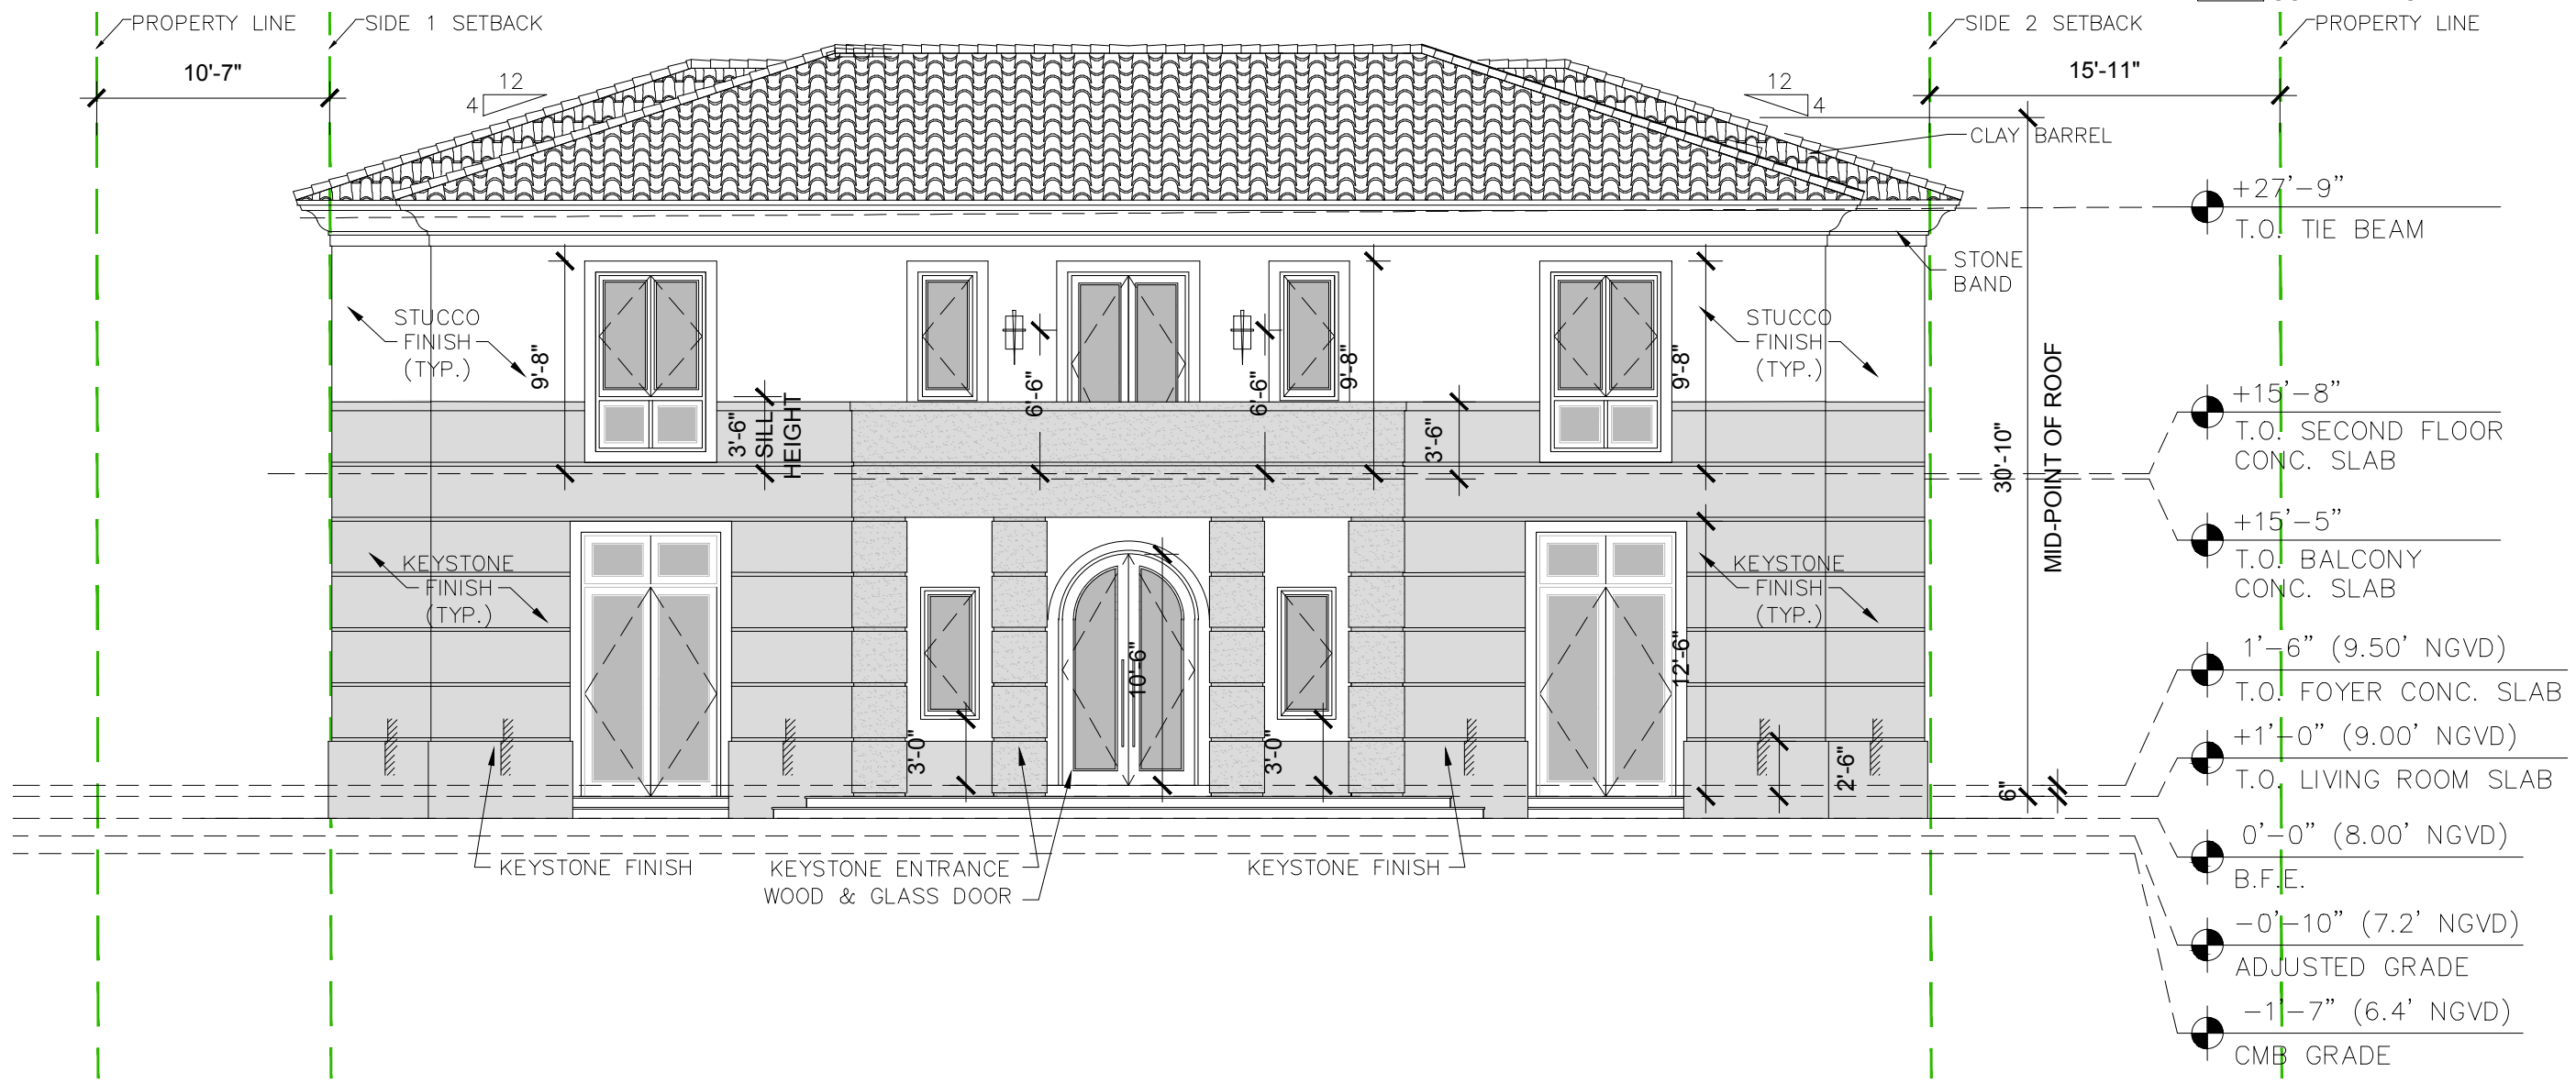 PROPERTY LINE
SIDE 1 SETBACK
SIDE 2 SETBACK
PROPERTY LINE
10'-7"
15'-11"
12
4
12
4
CLAY BARREL
+27'-9"
T.O. TIE BEAM
STONE
BAND
STUCCO
FINISH
(TYP.)
STUCCO
FINISH
(TYP.)
9'-8"
6'-6"
6'-6"
9'-8"
9'-8"
3'-6"
SILL
HEIGHT
3'-6"
30'-10"
MID-POINT OF ROOF
+15'-8"
T.O. SECOND FLOOR
CONC. SLAB
+15'-5"
T.O. BALCONY
CONC. SLAB
KEYSTONE
FINISH
(TYP.)
KEYSTONE
FINISH
(TYP.)
10'-6"
12'-6"
1'-6" (9.50' NGVD)
T.O. FOYER CONC. SLAB
3'-0"
3'-0"
2'-6"
6"
+1'-0" (9.00' NGVD)
T.O. LIVING ROOM SLAB
0'-0" (8.00' NGVD)
B.F.E.
KEYSTONE FINISH
KEYSTONE ENTRANCE
WOOD & GLASS DOOR
KEYSTONE FINISH
-0'-10" (7.2' NGVD)
ADJUSTED GRADE
-1'-7" (6.4' NGVD)
CMB GRADE